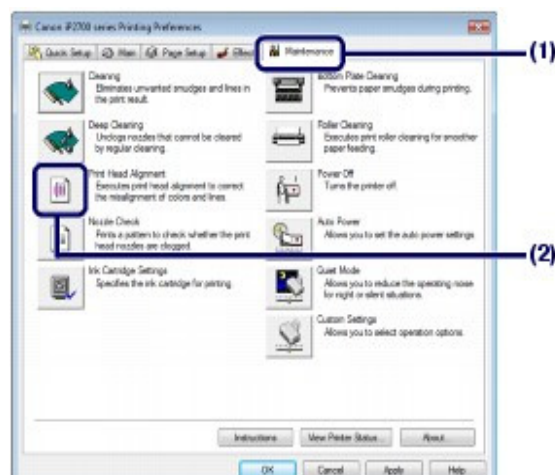 Canon iP2700 series Printing Preferences
Quick Setup Main Page Setup Effect Maintenance
(1)
Cleaning
Eliminates unwanted smudges and lines in
the print result.
Bottom Plate Cleaning
Prevents paper smudges during printing.
Deep Cleaning
Unclogs nozzles that cannot be cleared
by regular cleaning.
Roller Cleaning
Executes print roller cleaning for smoother
paper feeding.
Print Head Alignment
Executes print head alignment to correct
the misalignment of colors and lines.
Power Off
Turns the printer off.
Nozzle Check
Prints a pattern to check whether the print
head nozzles are clogged.
Auto Power
Allows you to set the auto power settings
(2)
Ink Cartridge Settings
Specifies the ink cartridge for printing.
Quiet Mode
Allows you to reduce the operating noise
for night or silent situations.
Custom Settings
Allows you to select operation options.
Instructions View Printer Status... About...
OK Cancel Apply Help